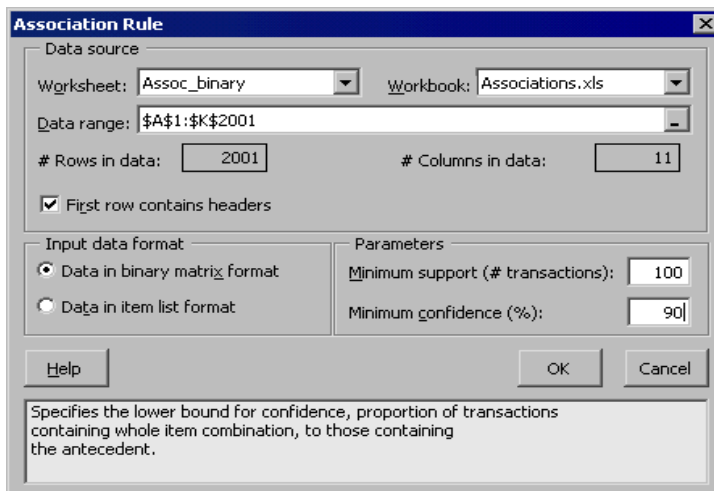 Association Rule
Data source
Worksheet: Assoc_binary Workbook: Associations.xls
Data range: $A$1:$K$2001
# Rows in data: 2001 # Columns in data: 11
First row contains headers
Input data format Parameters
Data in binary matrix format Minimum support (# transactions): 100
Data in item list format Minimum confidence (%): 90
Help OK Cancel
Specifies the lower bound for confidence, proportion of transactions
containing whole item combination, to those containing
the antecedent.